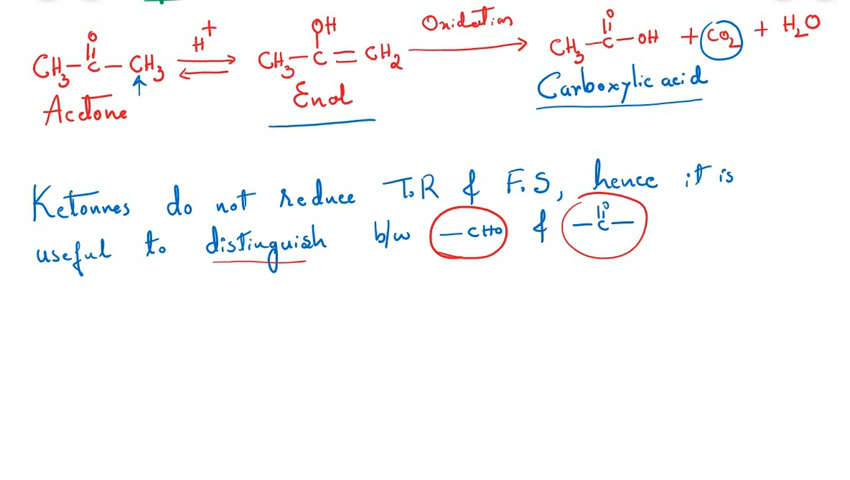 CH₃–C(=O)–CH₃ ⇌ H⁺ CH₃–C(OH)=CH₂ Oxidation → CH₃–C(=O)–OH + CO₂ + H₂O
Acetone Enol Carboxylic acid
Ketonnes do not reduce T.R & F.S, hence it is
useful to distinguish b/w –CHO & –C(=O)–